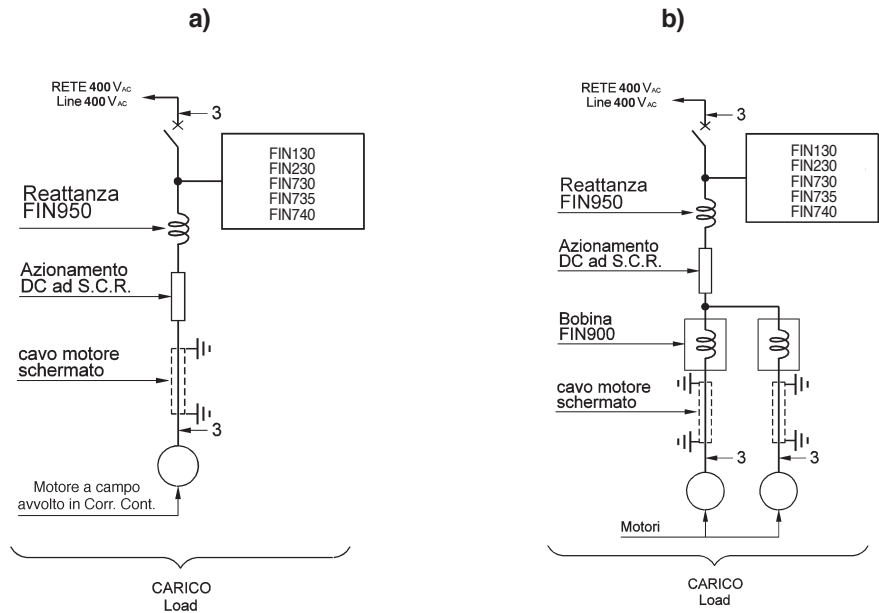 a)
RETE 400 VAC
Line 400 VAC
3
FIN130
FIN230
FIN730
FIN735
FIN740
Reattanza
FIN950
Azionamento
DC ad S.C.R.
cavo motore
schermato
3
Motore a campo
avvolto in Corr. Cont.
CARICO
Load
b)
RETE 400 VAC
Line 400 VAC
3
FIN130
FIN230
FIN730
FIN735
FIN740
Reattanza
FIN950
Azionamento
DC ad S.C.R.
Bobina
FIN900
cavo motore
schermato
3
3
Motori
CARICO
Load